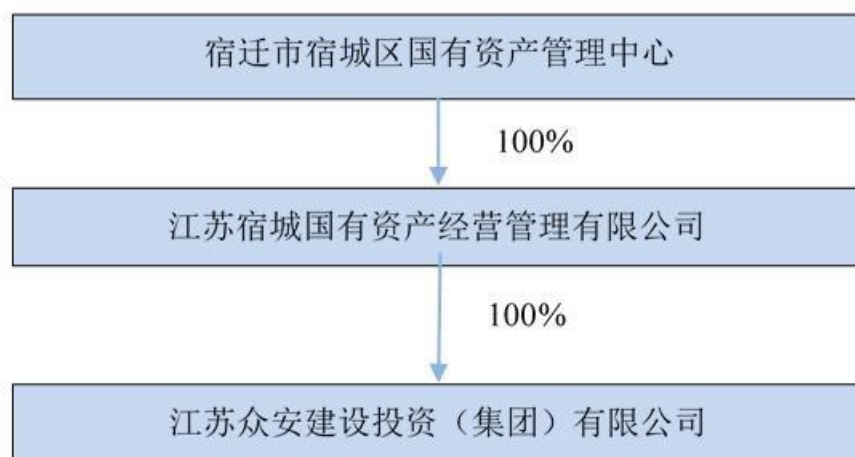 宿迁市宿城区国有资产管理中心
100%
江苏宿城国有资产经营管理有限公司
100%
江苏众安建设投资（集团）有限公司